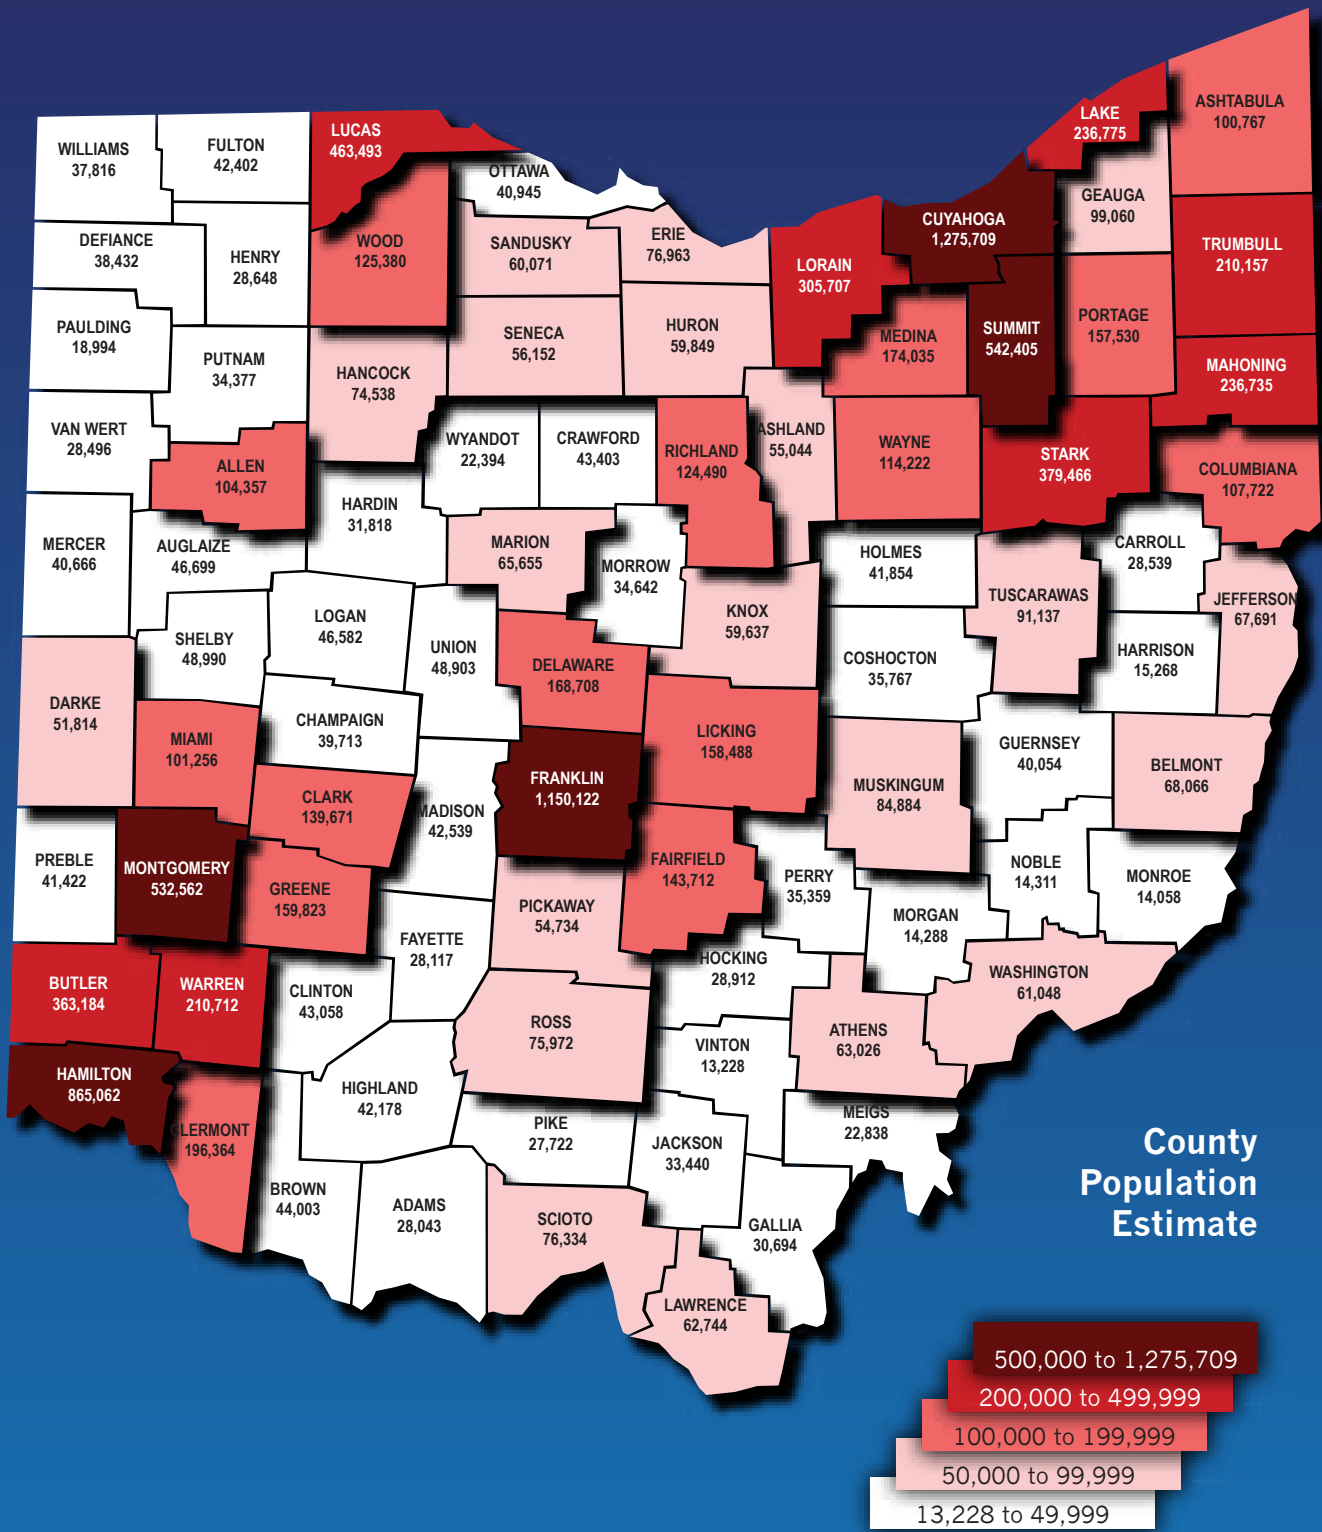 LAKE
236,775
ASHTABULA
100,767
LUCAS
463,493
WILLIAMS
37,816
FULTON
42,402
OTTAWA
40,945
GEAUGA
99,060
CUYAHOGA
1,275,709
DEFIANCE
38,432
HENRY
28,648
WOOD
125,380
SANDUSKY
60,071
ERIE
76,963
LORAIN
305,707
TRUMBULL
210,157
PAULDING
18,994
PUTNAM
34,377
HANCOCK
74,538
SENECA
56,152
HURON
59,849
MEDINA
174,035
SUMMIT
542,405
PORTAGE
157,530
MAHONING
236,735
VAN WERT
28,496
ALLEN
104,357
WYANDOT
22,394
CRAWFORD
43,403
RICHLAND
124,490
ASHLAND
55,044
WAYNE
114,222
STARK
379,466
COLUMBIANA
107,722
MERCER
40,666
AUGLAIZE
46,699
HARDIN
31,818
MARION
65,655
MORROW
34,642
HOLMES
41,854
CARROLL
28,539
TUSCARAWAS
91,137
JEFFERSON
67,691
SHELBY
48,990
LOGAN
46,582
UNION
48,903
KNOX
59,637
DELAWARE
168,708
COSHOCTON
35,767
HARRISON
15,268
DARKE
51,814
MIAMI
101,256
CHAMPAIGN
39,713
LICKING
158,488
GUERNSEY
40,054
BELMONT
68,066
CLARK
139,671
MADISON
42,539
FRANKLIN
1,150,122
MUSKINGUM
84,884
PREBLE
41,422
MONTGOMERY
532,562
GREENE
159,823
FAIRFIELD
143,712
PERRY
35,359
NOBLE
14,311
MONROE
14,058
PICKAWAY
54,734
MORGAN
14,288
FAYETTE
28,117
HOCKING
28,912
WASHINGTON
61,048
BUTLER
363,184
WARREN
210,712
CLINTON
43,058
ROSS
75,972
ATHENS
63,026
VINTON
13,228
HAMILTON
865,062
HIGHLAND
42,178
CLERMONT
196,364
PIKE
27,722
JACKSON
33,440
MEIGS
22,838
BROWN
44,003
ADAMS
28,043
SCIOTO
76,334
GALLIA
30,694
LAWRENCE
62,744
County
Population
Estimate
500,000 to 1,275,709
200,000 to 499,999
100,000 to 199,999
50,000 to 99,999
13,228 to 49,999